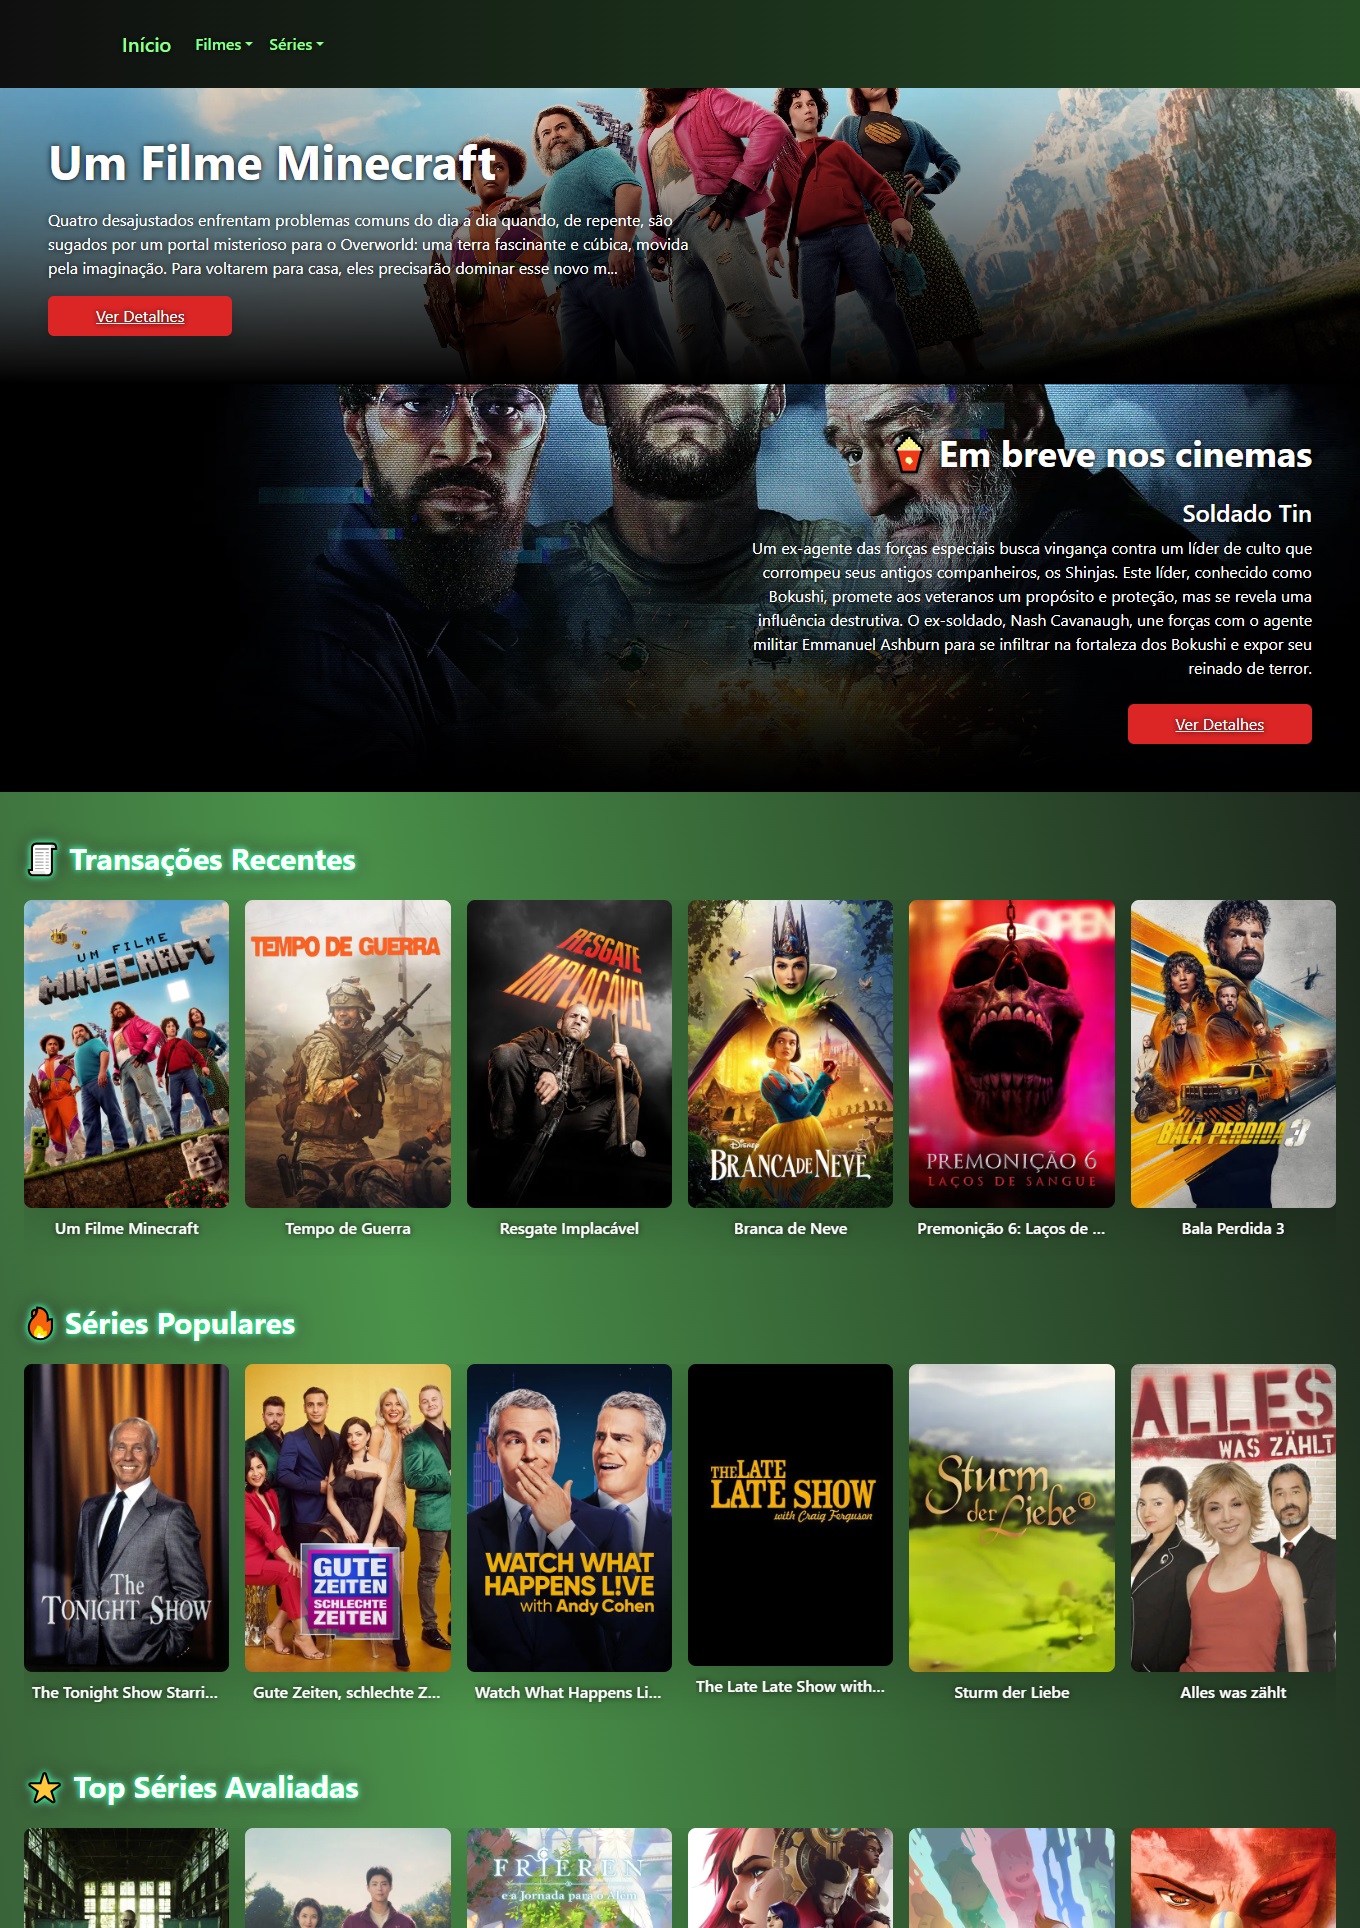 Início
Filmes
Séries
Um Filme Minecraft
Quatro desajustados enfrentam problemas comuns do dia a dia quando, de repente, são
sugados por um portal misterioso para o Overworld: uma terra fascinante e cúbica, movida
pela imaginação. Para voltarem para casa, eles precisarão dominar esse novo m...
Ver Detalhes
🍿 Em breve nos cinemas
Soldado Tin
Um ex-agente das forças especiais busca vingança contra um líder de culto que
corrompeu seus antigos companheiros, os Shinjas. Este líder, conhecido como
Bokushi, promete aos veteranos um propósito e proteção, mas se revela uma
influência destrutiva. O ex-soldado, Nash Cavanaugh, une forças com o agente
militar Emmanuel Ashburn para se infiltrar na fortaleza dos Bokushi e expor seu
reinado de terror.
Ver Detalhes
Transações Recentes
UM FILME
MINECRAFT
TEMPO DE GUERRA
RESGATE
IMPLACÁVEL
Disney
BRANCA DE NEVE
OPEN
PREMONIÇÃO 6
LAÇOS DE SANGUE
BALA PERDIDA 3
Um Filme Minecraft
Tempo de Guerra
Resgate Implacável
Branca de Neve
Premonição 6: Laços de ...
Bala Perdida 3
🔥 Séries Populares
The
TONIGHT SHOW
GUTE
ZEITEN
SCHLECHTE
ZEITEN
WATCH WHAT
HAPPENS L!VE
with Andy Cohen
THE LATE
LATE SHOW
with Craig Ferguson
Sturm
der Liebe
ALLES
WAS ZÄHLT
The Tonight Show Starri...
Gute Zeiten, schlechte Z...
Watch What Happens Li...
The Late Late Show with...
Sturm der Liebe
Alles was zählt
⭐ Top Séries Avaliadas
FRIEREN
e a Jornada para o Além